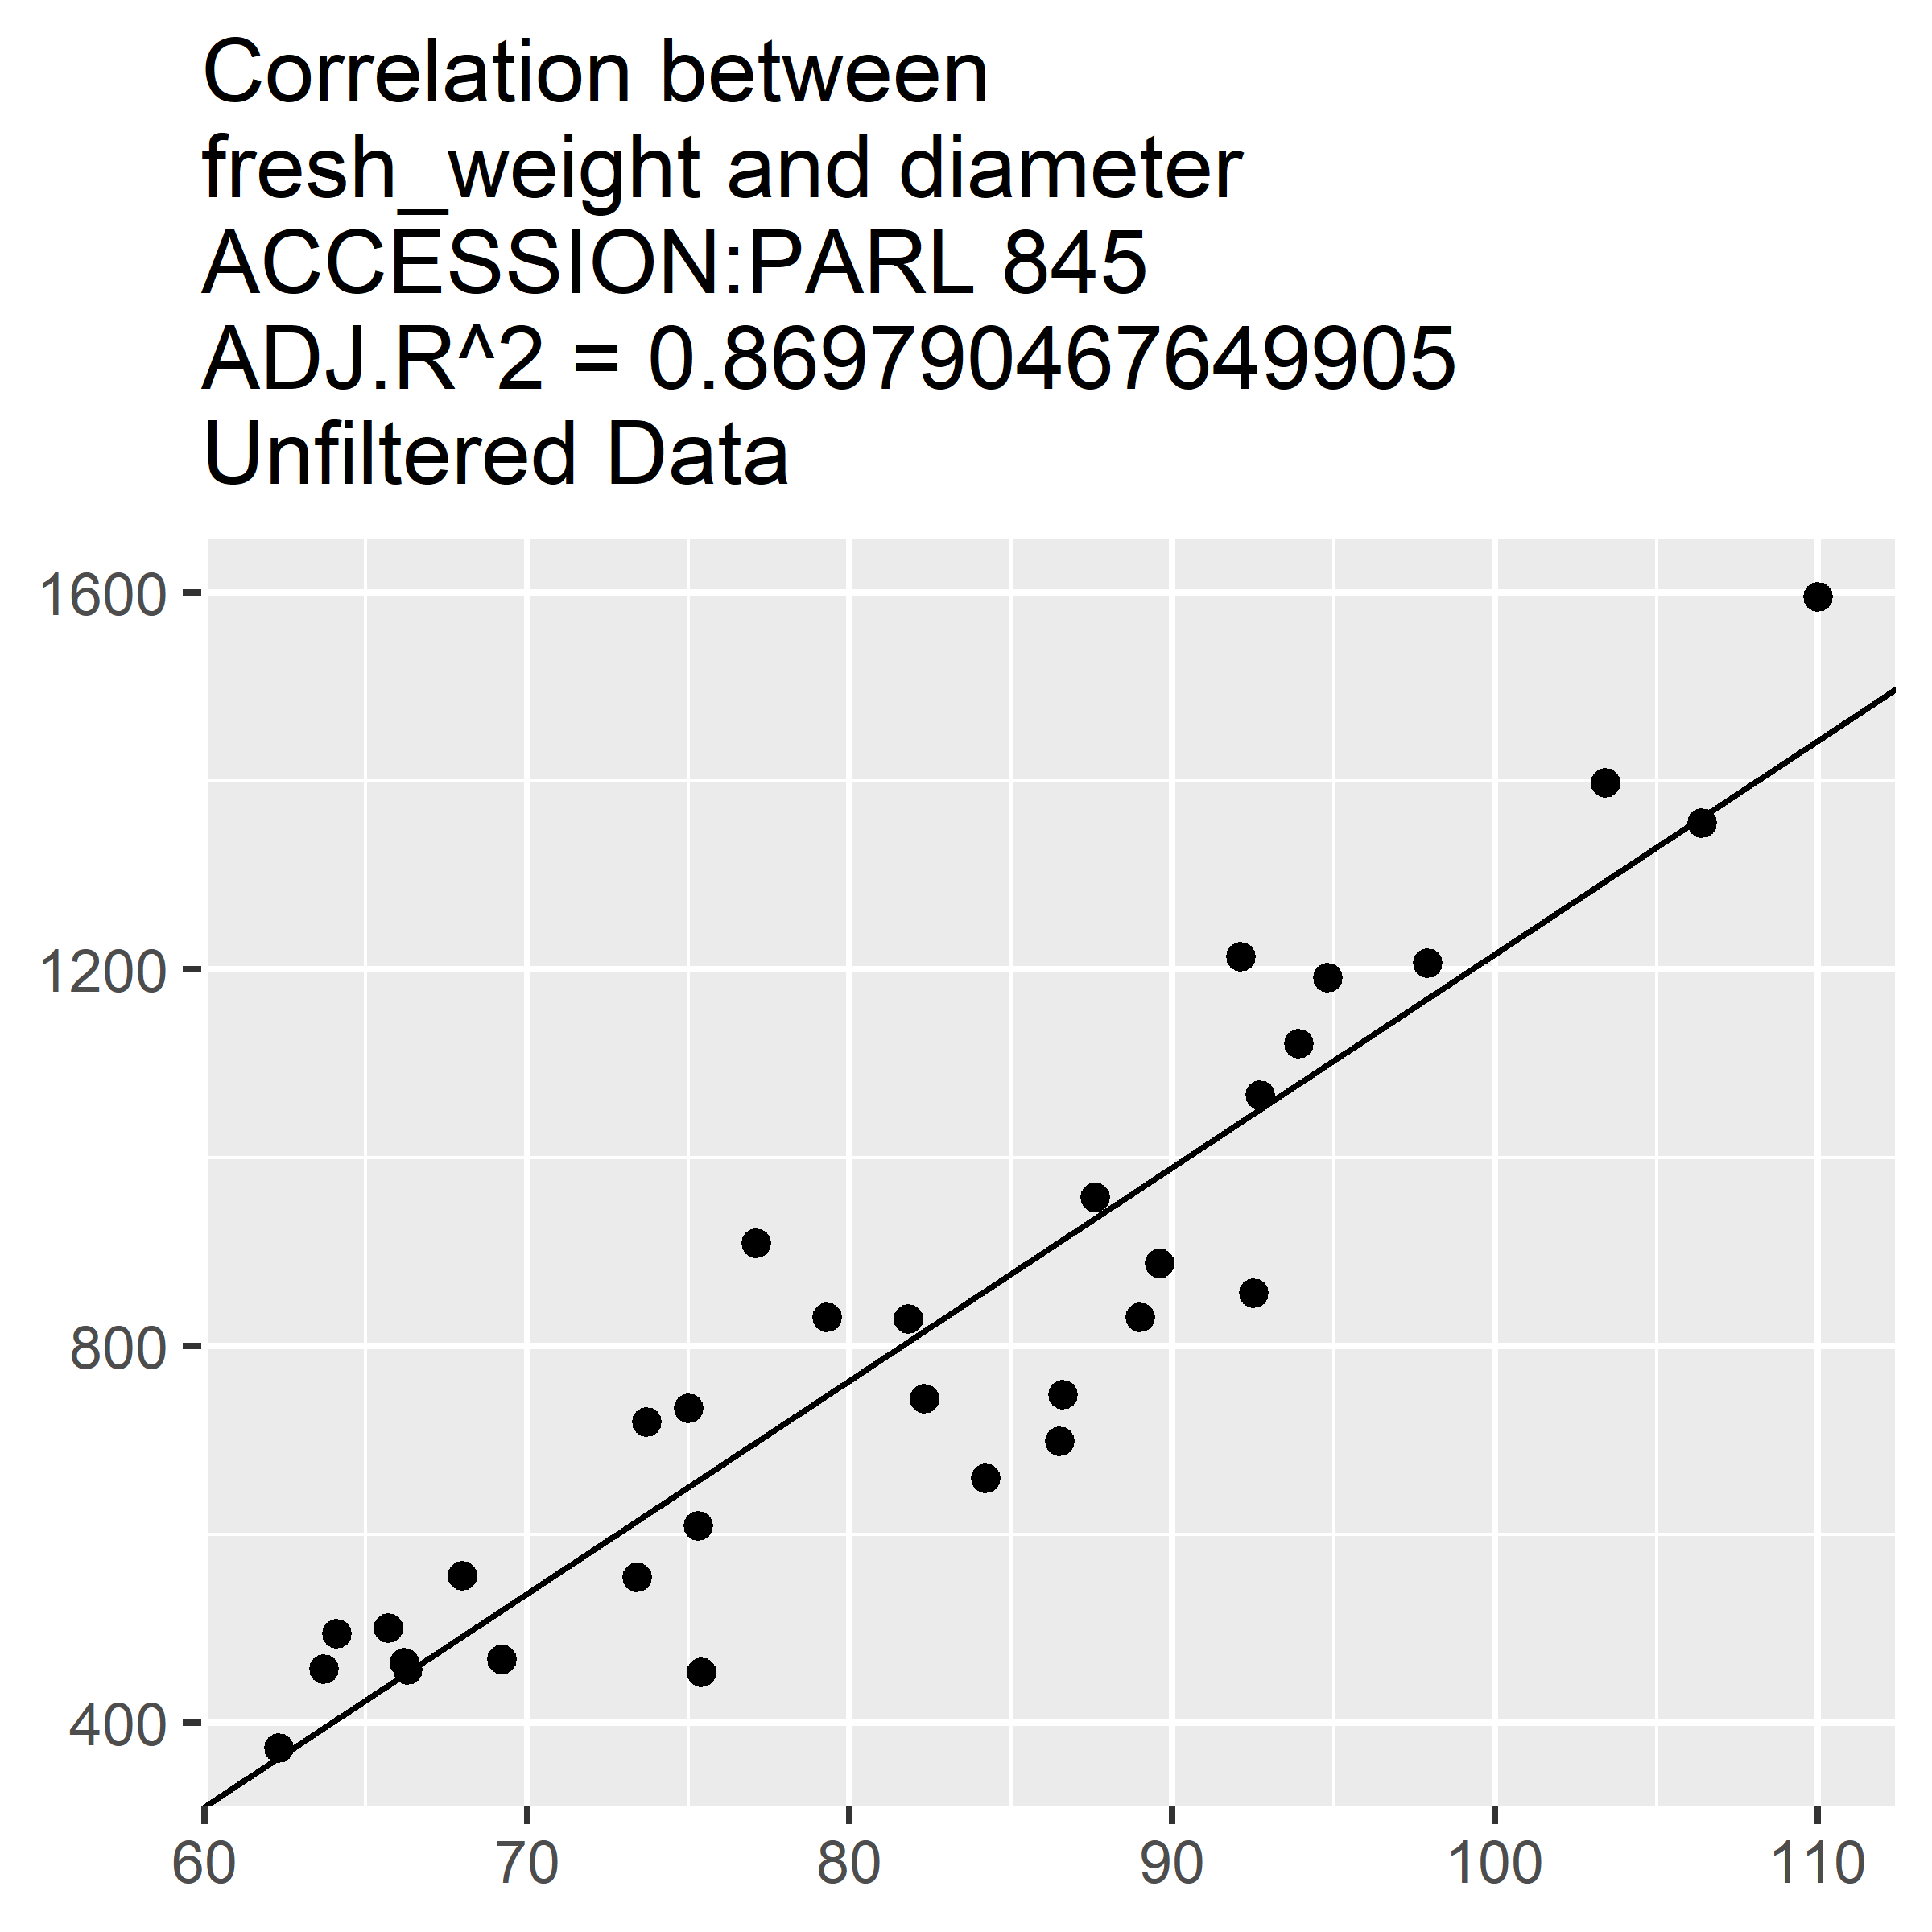 Correlation between
fresh_weight and diameter
ACCESSION:PARL 845
ADJ.R^2 = 0.869790467649905
Unfiltered Data
1600
1200
800
400
60 70 80 90 100 110